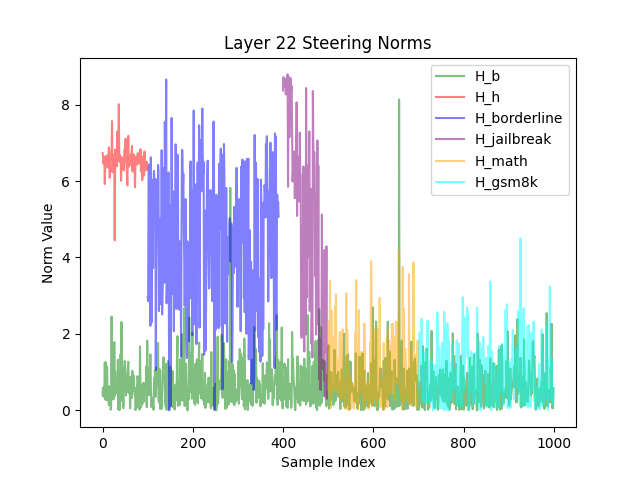 Layer 22 Steering Norms
H_b
H_h
H_borderline
H_jailbreak
H_math
H_gsm8k
Norm Value
8
6
4
2
0
0 200 400 600 800 1000
Sample Index